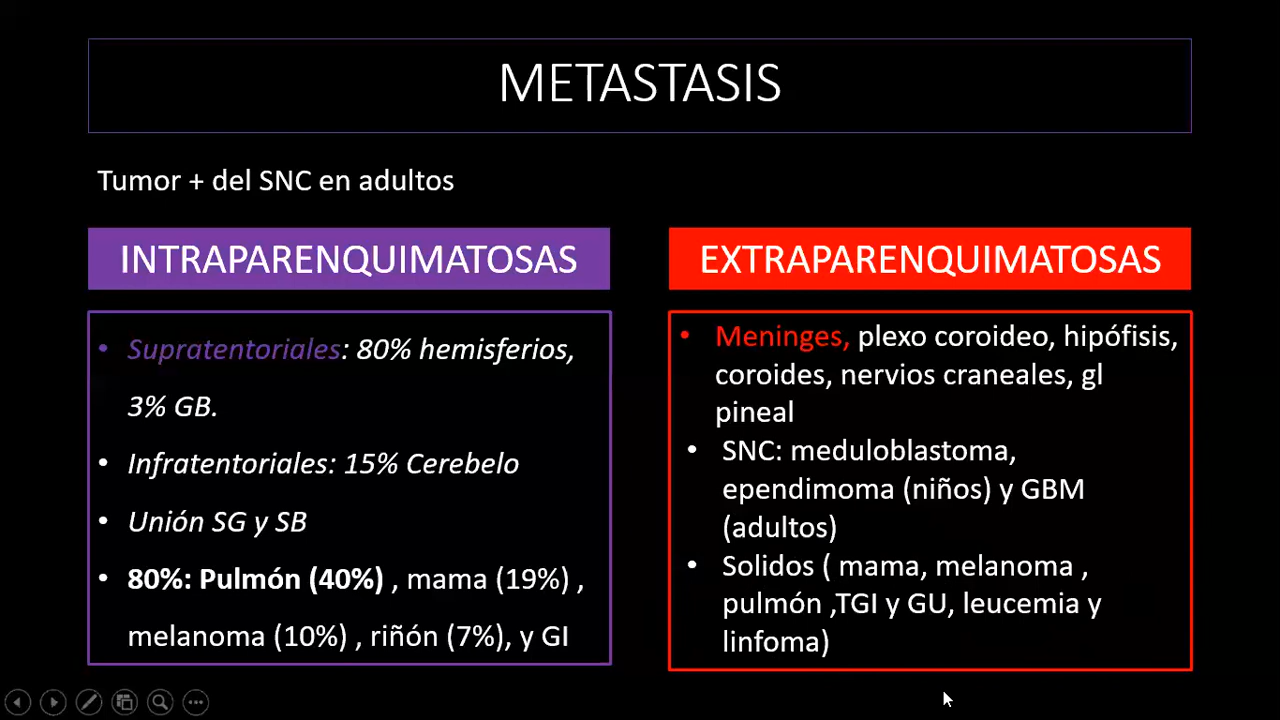 METASTASIS
Tumor + del SNC en adultos
INTRAPARENQUIMATOSAS
• Supratentoriales: 80% hemisferios,
3% GB.
• Infratentoriales: 15% Cerebelo
• Unión SG y SB
• 80%: Pulmón (40%) , mama (19%) ,
melanoma (10%) , riñón (7%), y GI
EXTRAPARENQUIMATOSAS
• Meninges, plexo coroideo, hipófisis,
coroides, nervios craneales, gl
pineal
• SNC: meduloblastoma,
ependimoma (niños) y GBM
(adultos)
• Solidos ( mama, melanoma ,
pulmón ,TGI y GU, leucemia y
linfoma)